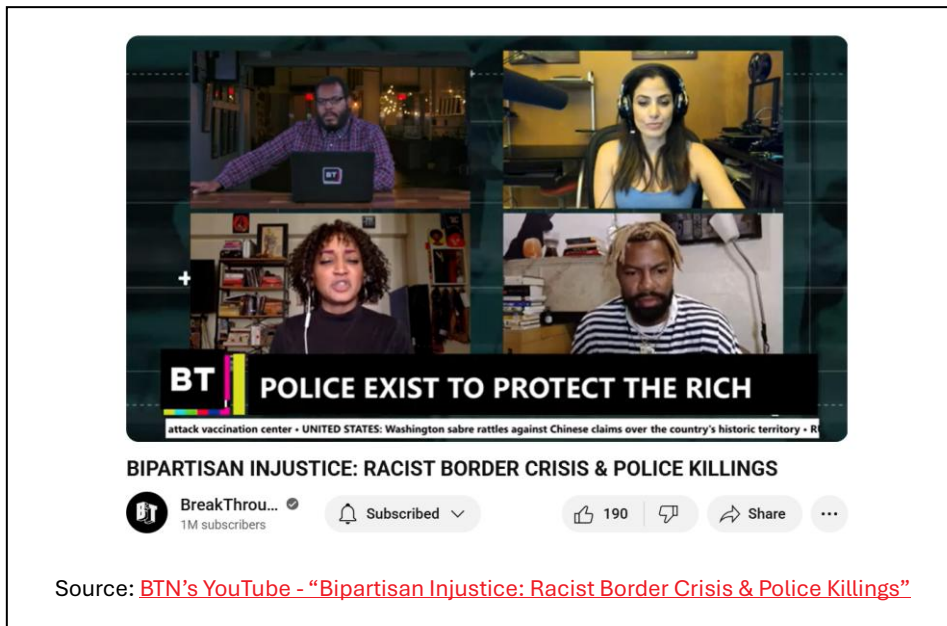 BT
BT
POLICE EXIST TO PROTECT THE RICH
attack vaccination center • UNITED STATES: Washington sabre rattles against Chinese claims over the country's historic territory •
BIPARTISAN INJUSTICE: RACIST BORDER CRISIS & POLICE KILLINGS
BT
BreakThrou...
1M subscribers
Subscribed
190
Share
Source: BTN's YouTube - "Bipartisan Injustice: Racist Border Crisis & Police Killings"